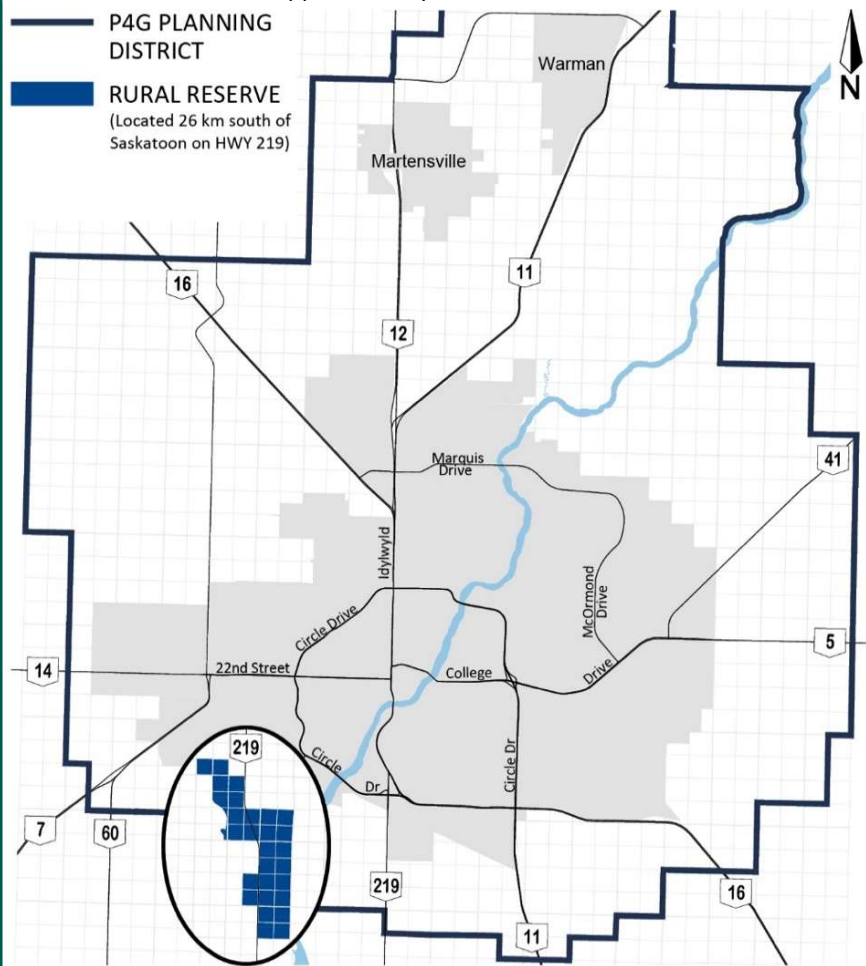 P4G PLANNING
DISTRICT
RURAL RESERVE
(Located 26 km south of
Saskatoon on HWY 219)
N
Warman
Martensville
16
11
12
41
Marquis
Drive
Idylwyld
McOrmond
Drive
Circle Drive
5
14
22nd Street
College
Drive
219
Circle
Dr
Circle Dr
7
60
219
16
11